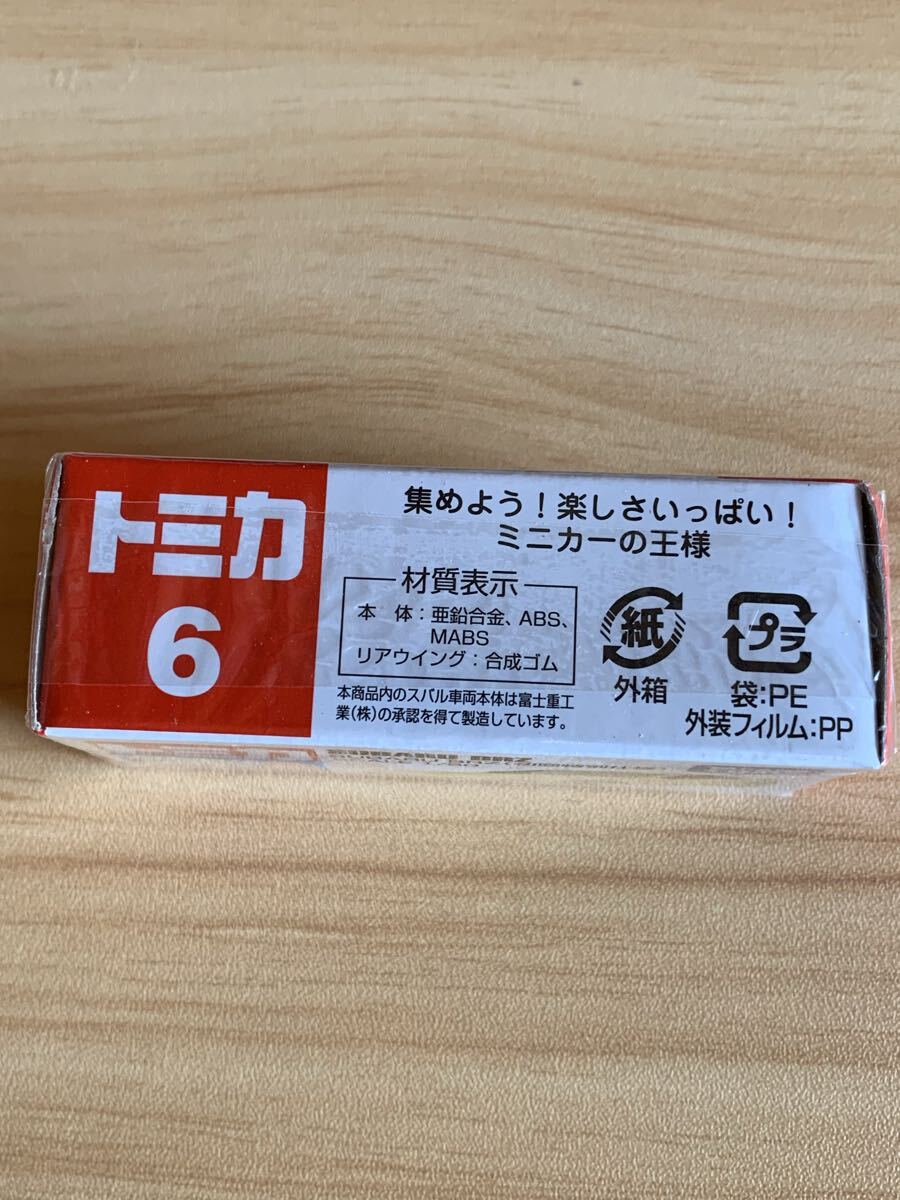 トミカ
6
集めよう!楽しさいっぱい!
ミニカーの王様
材質表示
本 体:亜鉛合金、ABS、
MABS
リアウイング:合成ゴム
本商品内のスバル車両本体は富士重工
業(株)の承認を得て製造しています。
紙
外箱
プラ
袋:PE
外装フィルム:PP